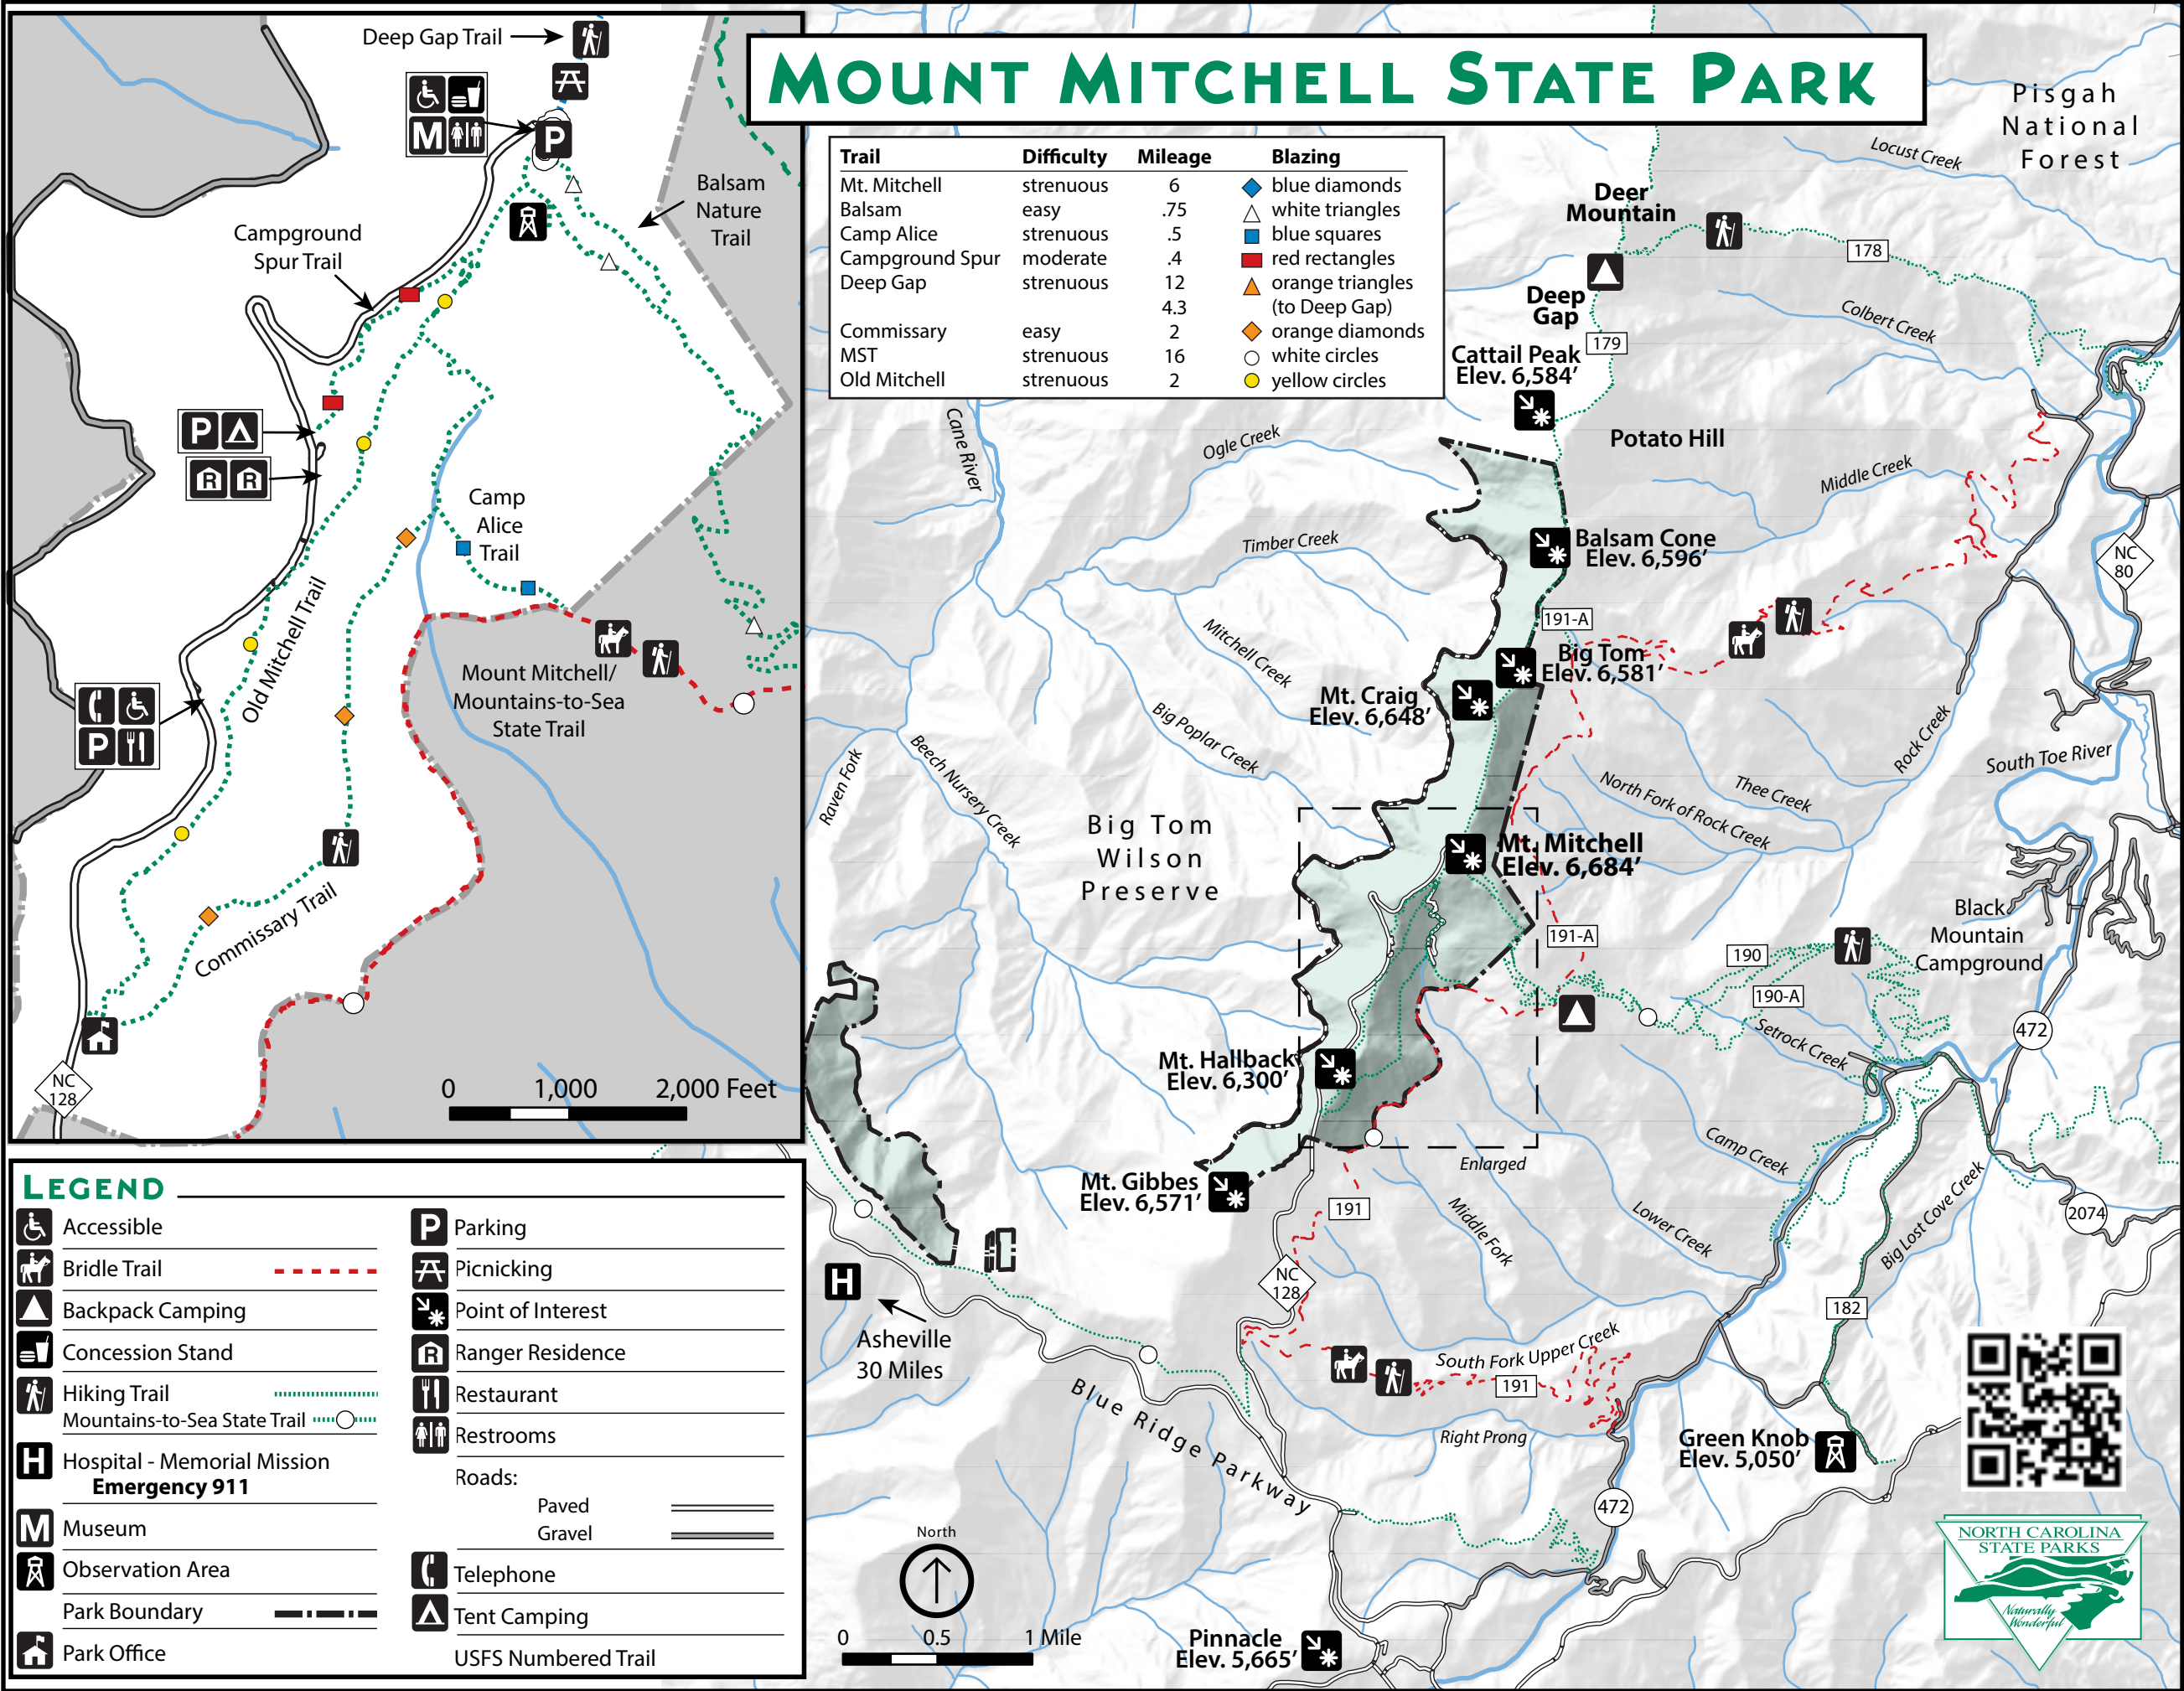 MOUNT MITCHELL STATE PARK
Deep Gap Trail
M
P
Balsam
Nature
Trail
Campground
Spur Trail
P
R R
Camp
Alice
Trail
Old Mitchell Trail
P
Mount Mitchell/
Mountains-to-Sea
State Trail
Commissary Trail
NC
128
0 1,000 2,000 Feet
Trail Difficulty Mileage Blazing
Mt. Mitchell strenuous 6 blue diamonds
Balsam easy .75 white triangles
Camp Alice strenuous .5 blue squares
Campground Spur moderate .4 red rectangles
Deep Gap strenuous 12 orange triangles
4.3 (to Deep Gap)
Commissary easy 2 orange diamonds
MST strenuous 16 white circles
Old Mitchell strenuous 2 yellow circles
Pisgah
National
Forest
Locust Creek
Deer
Mountain
178
Deep
Gap
Colbert Creek
179
Cattail Peak
Elev. 6,584'
Potato Hill
Cane River
Ogle Creek
Middle Creek
Timber Creek
Balsam Cone
Elev. 6,596'
NC
80
191-A
Mitchell Creek
Big Tom
Elev. 6,581'
Mt. Craig
Elev. 6,648'
Big Poplar Creek
Rock Creek
South Toe River
Raven Fork
Beech Nursery Creek
Thee Creek
North Fork of Rock Creek
Big Tom
Wilson
Preserve
Mt. Mitchell
Elev. 6,684'
Black
Mountain
Campground
191-A
190
190-A
Setrock Creek
472
Mt. Hallback
Elev. 6,300'
Camp Creek
Enlarged
Mt. Gibbes
Elev. 6,571'
191
Middle Fork
Lower Creek
Big Lost Cove Creek
2074
NC
128
H
Asheville
30 Miles
182
South Fork Upper Creek
191
Blue Ridge Parkway
Right Prong
Green Knob
Elev. 5,050'
472
North
0 0.5 1 Mile
Pinnacle
Elev. 5,665'
NORTH CAROLINA
STATE PARKS
Naturally
Wonderful
LEGEND
Accessible
Bridle Trail
Backpack Camping
Concession Stand
Hiking Trail
Mountains-to-Sea State Trail
H Hospital - Memorial Mission
Emergency 911
M Museum
Observation Area
Park Boundary
Park Office
P Parking
Picnicking
Point of Interest
R Ranger Residence
Restaurant
Restrooms
Roads:
Paved
Gravel
Telephone
Tent Camping
USFS Numbered Trail